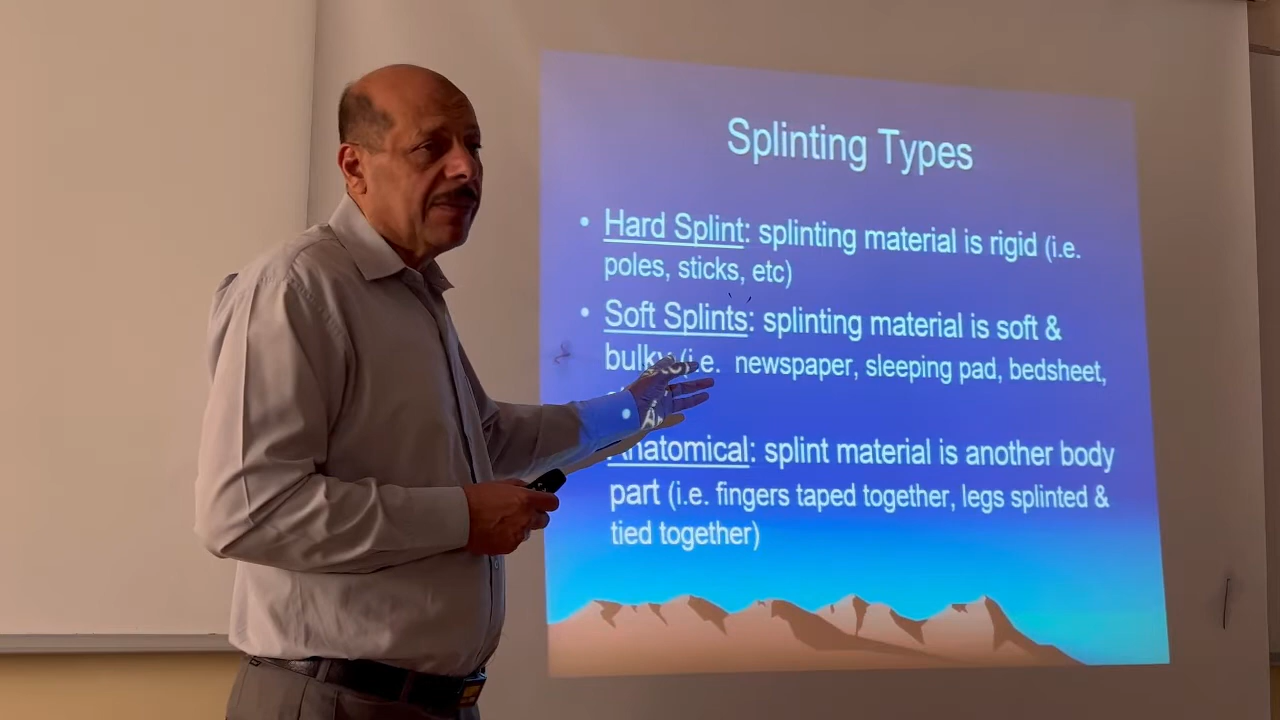 Splinting Types
• Hard Splint: splinting material is rigid (i.e.
poles, sticks, etc)
• Soft Splints: splinting material is soft &
bulky (i.e. newspaper, sleeping pad, bedsheet,
• Anatomical: splint material is another body
part (i.e. fingers taped together, legs splinted &
tied together)